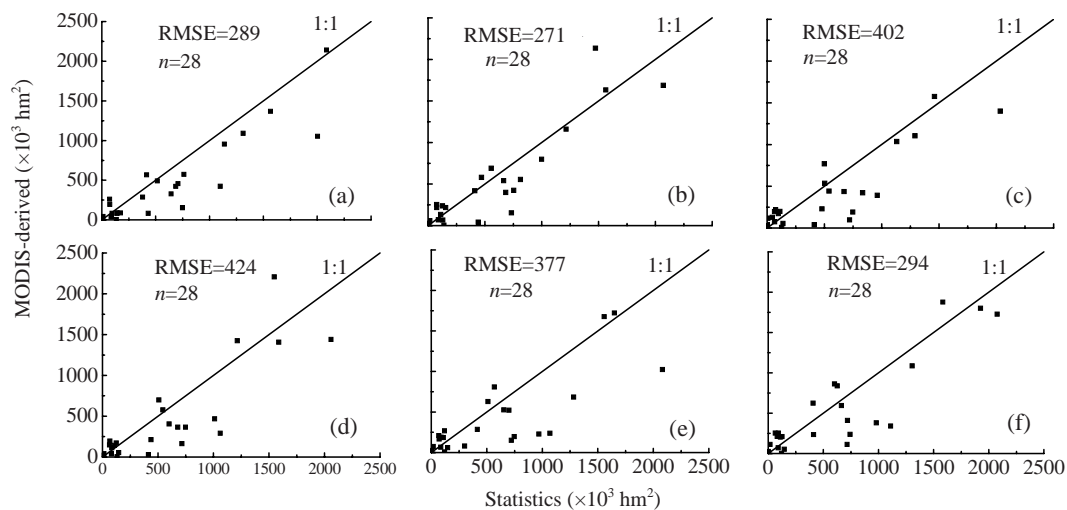 2500 2000 1500 1000 500 0
RMSE=289 1:1
n=28
(a)
RMSE=271 1:1
n=28
(b)
RMSE=402 1:1
n=28
(c)
MODIS-derived (×10³ hm²)
2500 2000 1500 1000 500 0
RMSE=424 1:1
n=28
(d)
RMSE=377 1:1
n=28
(e)
RMSE=294 1:1
n=28
(f)
0 500 1000 1500 2000 2500
500 1000 1500 2000 2500
0 500 1000 1500 2000 2500
Statistics (×10³ hm²)